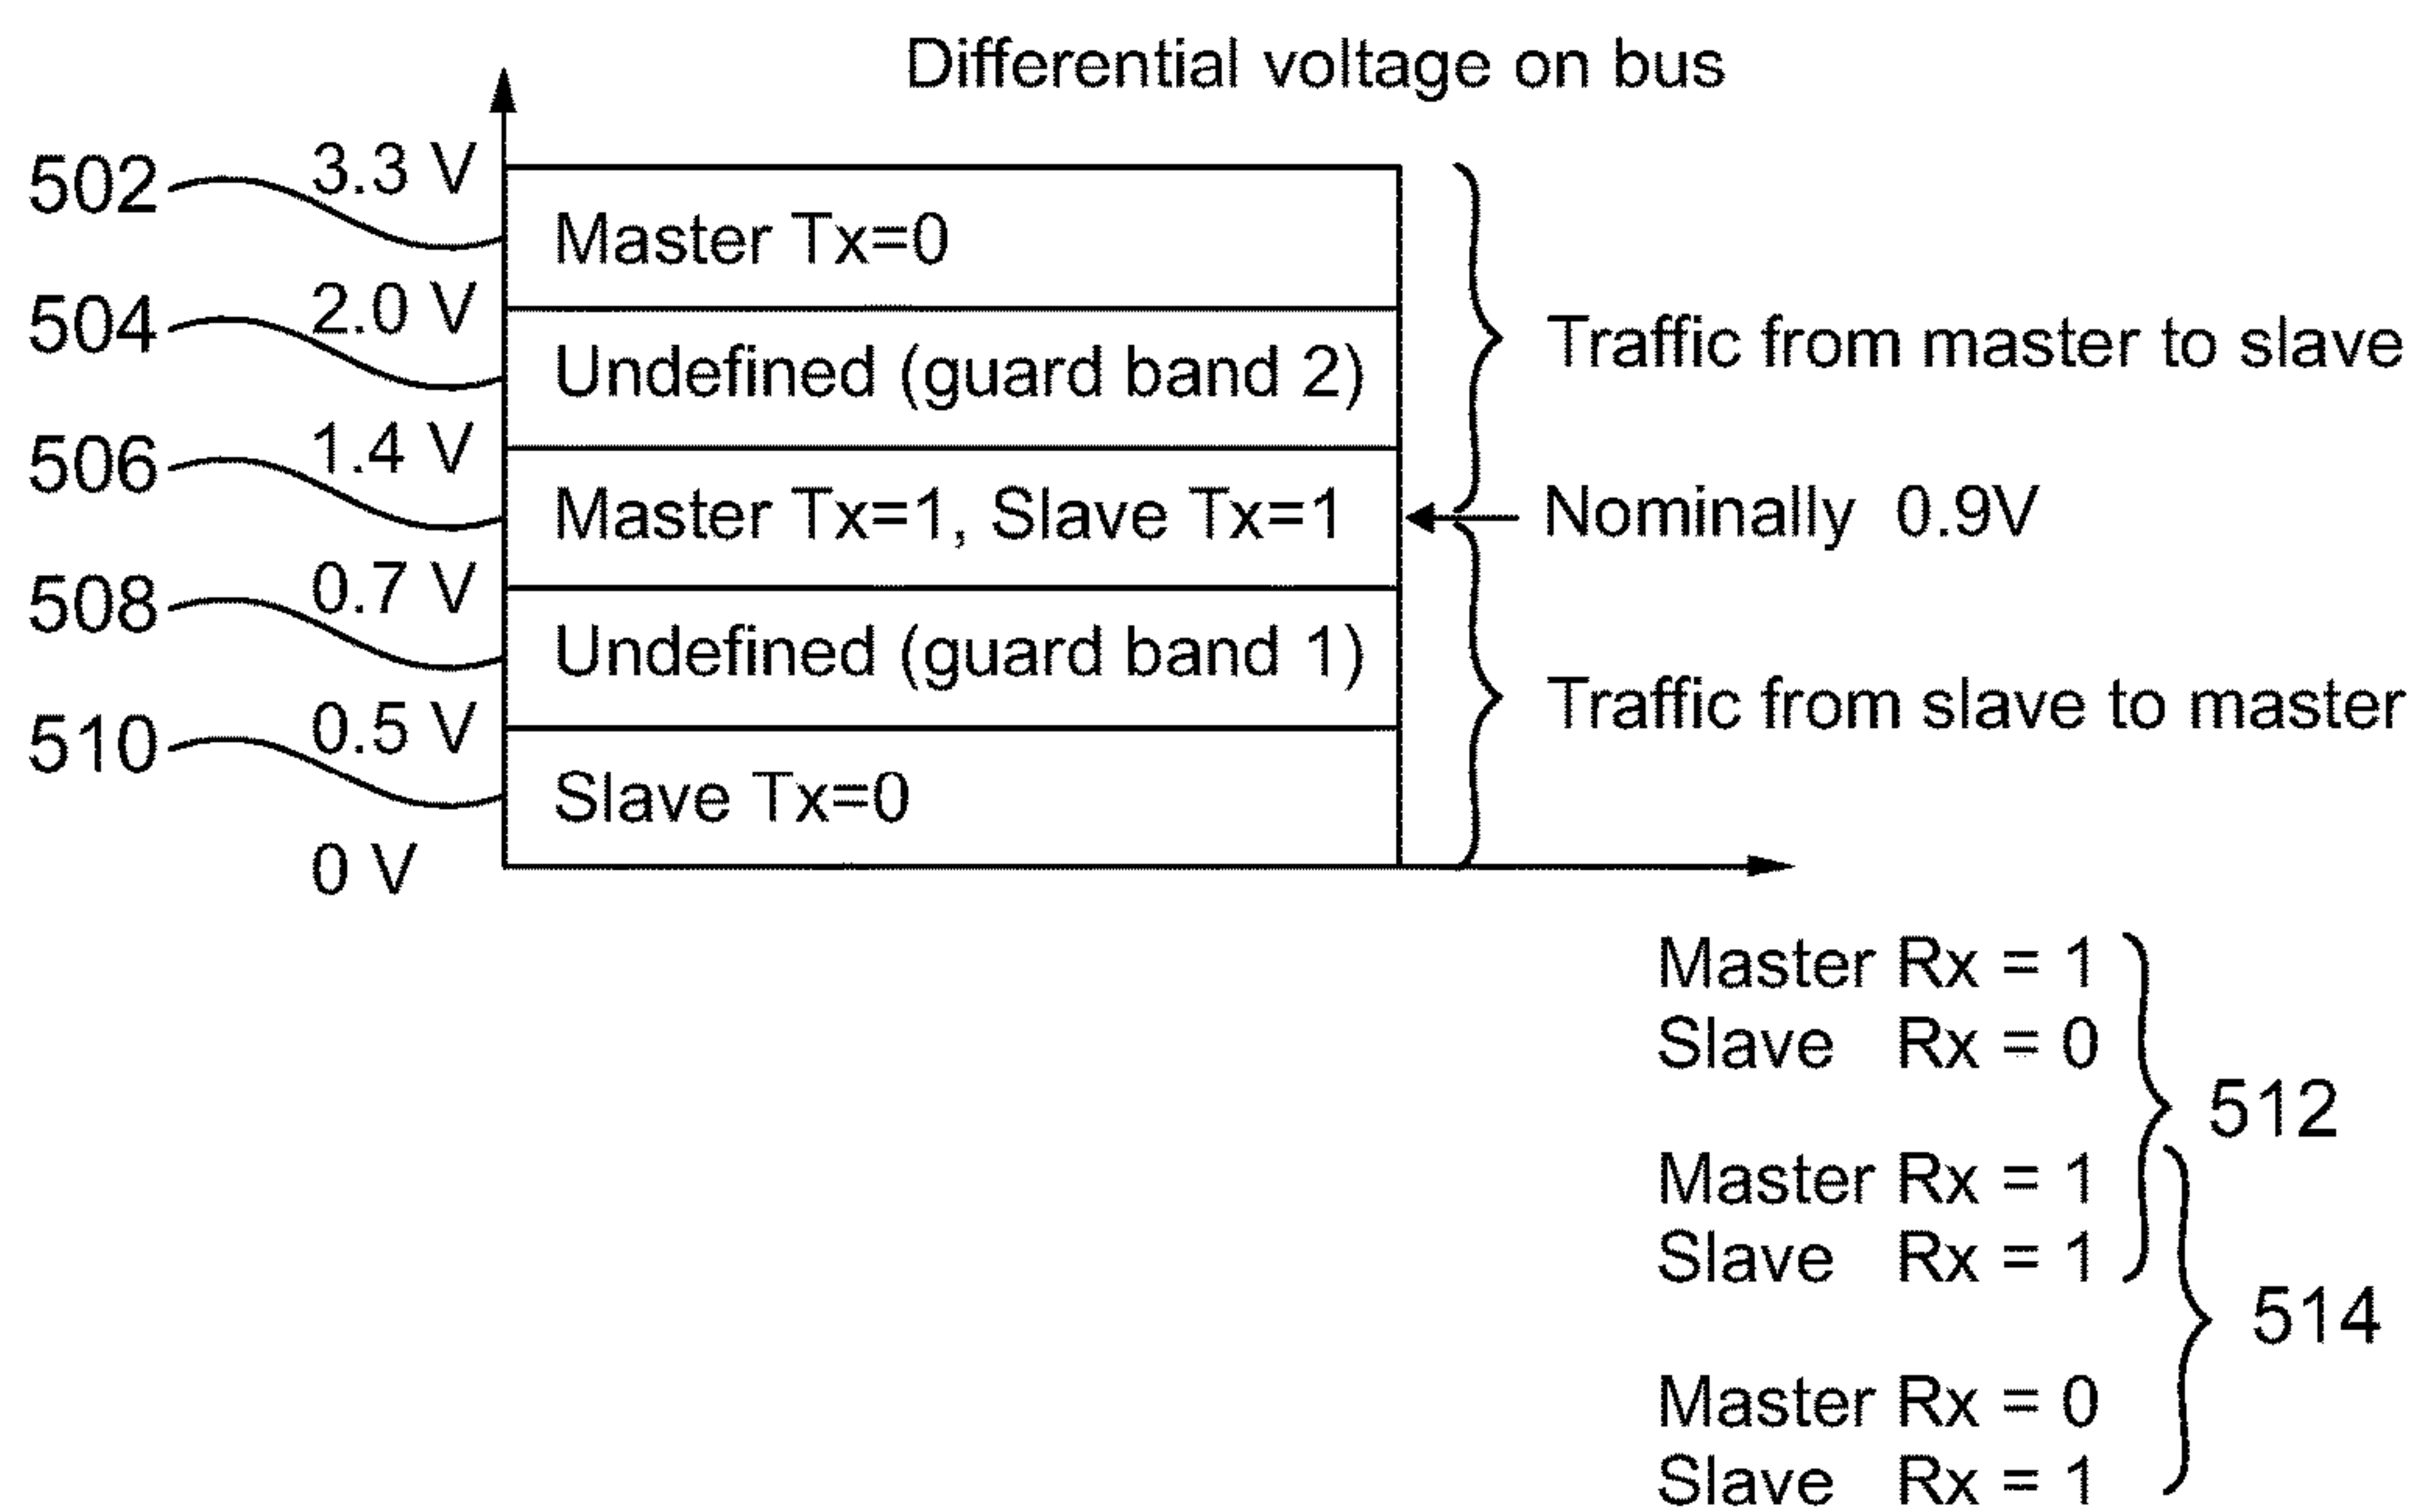 Differential voltage on bus
502 3.3 V
Master Tx=0
504 2.0 V
Undefined (guard band 2)
Traffic from master to slave
506 1.4 V
Master Tx=1, Slave Tx=1
Nominally 0.9V
508 0.7 V
Undefined (guard band 1)
Traffic from slave to master
510 0.5 V
Slave Tx=0
0 V
Master Rx = 1
Slave Rx = 0
512
Master Rx = 1
Slave Rx = 1
514
Master Rx = 0
Slave Rx = 1